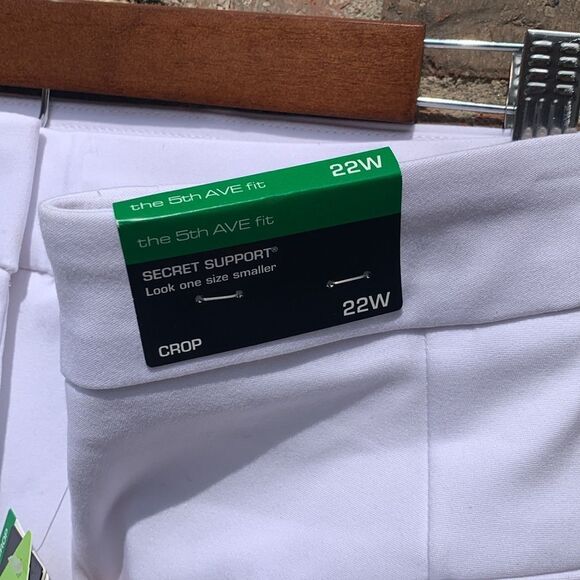 the 5th AVE fit 22W
the 5th AVE fit
SECRET SUPPORT®
Look one size smaller
22W
CROP